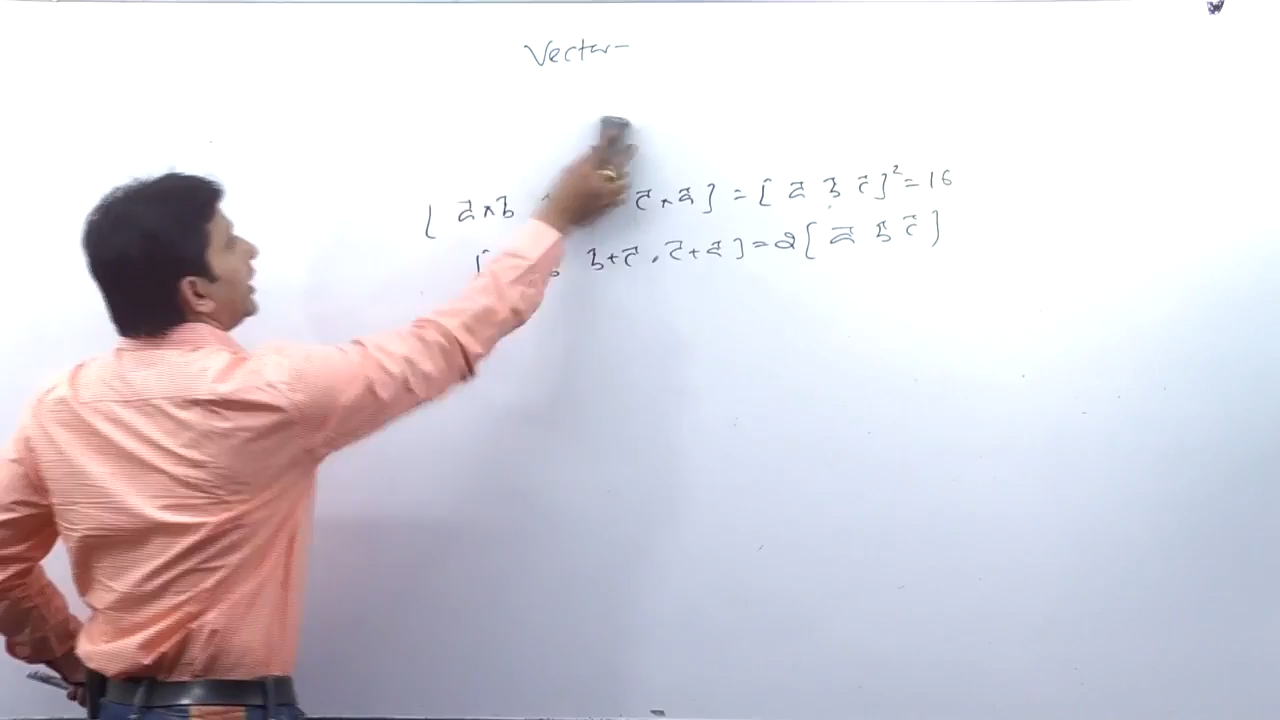 Vector-
[ a⃗×b⃗ c⃗×a⃗ ] = [ a⃗ b⃗ c⃗ ]² = 16
[ b⃗+c⃗ , c⃗+a⃗ ] = 2 [ a⃗ b⃗ c⃗ ]